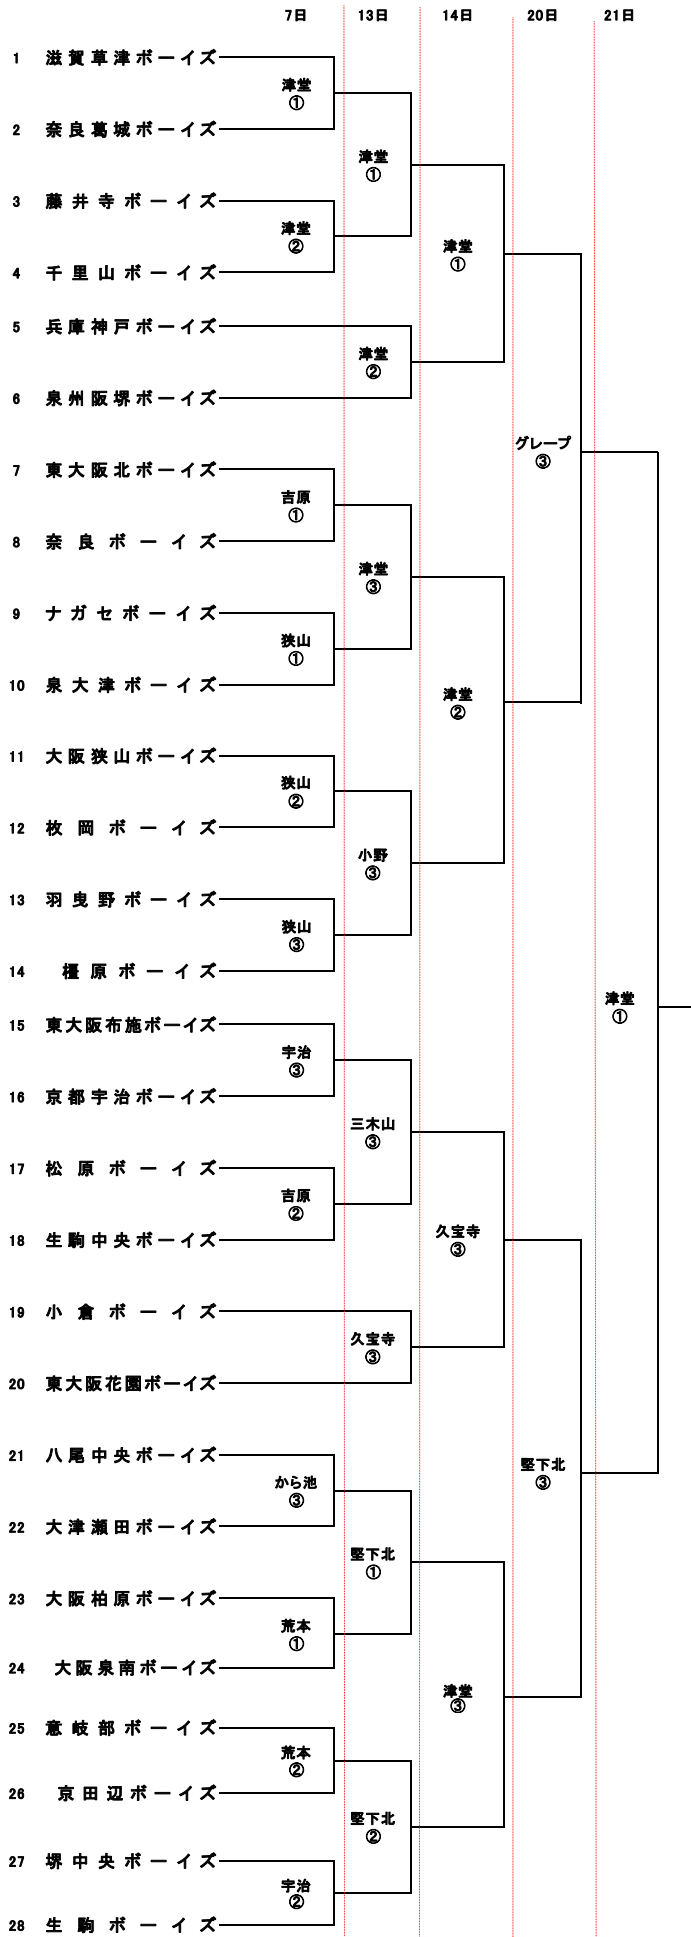 7日 13日 14日 20日 21日
1 滋賀草津ボーイズ
津堂
①
2 奈良葛城ボーイズ
津堂
①
3 藤井寺ボーイズ
津堂
②
津堂
①
4 千里山ボーイズ
5 兵庫神戸ボーイズ
津堂
②
6 泉州阪堺ボーイズ
グレープ
③
7 東大阪北ボーイズ
吉原
①
8 奈良ボーイズ
津堂
③
9 ナガセボーイズ
狭山
①
10 泉大津ボーイズ
津堂
②
11 大阪狭山ボーイズ
狭山
②
12 枚岡ボーイズ
小野
③
13 羽曳野ボーイズ
狭山
③
14 橿原ボーイズ
津堂
①
15 東大阪布施ボーイズ
宇治
③
16 京都宇治ボーイズ
三木山
③
17 松原ボーイズ
吉原
②
18 生駒中央ボーイズ
久宝寺
③
19 小倉ボーイズ
久宝寺
③
20 東大阪花園ボーイズ
21 八尾中央ボーイズ
堅下北
③
から池
③
22 大津瀬田ボーイズ
堅下北
①
23 大阪柏原ボーイズ
荒本
①
24 大阪泉南ボーイズ
津堂
③
25 意岐部ボーイズ
荒本
②
26 京田辺ボーイズ
堅下北
②
27 堺中央ボーイズ
宇治
②
28 生駒ボーイズ